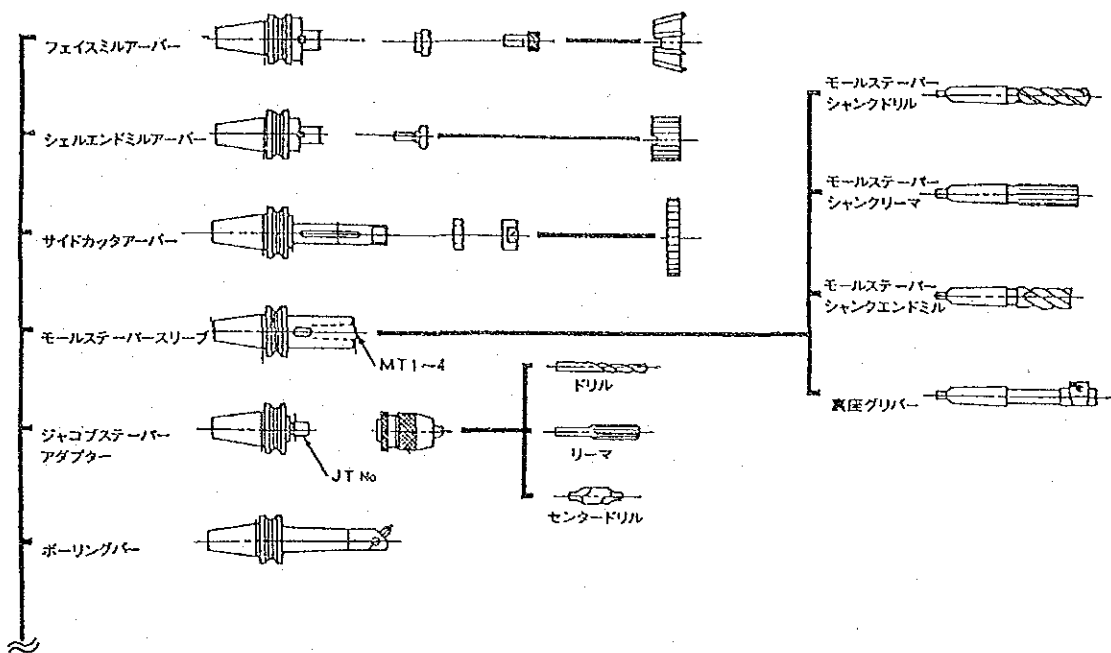 フェイスミルアーバー
シェルエンドミルアーバー
サイドカッタアーバー
モールステーパースリーブ
MT1～4
ジャコブステーパー
アダプター
JT No
ボーリングバー
ドリル
リーマ
センタードリル
モールステーパー
シャンクドリル
モールステーパー
シャンクリーマ
モールステーパー
シャンクエンドミル
裏座グリバー